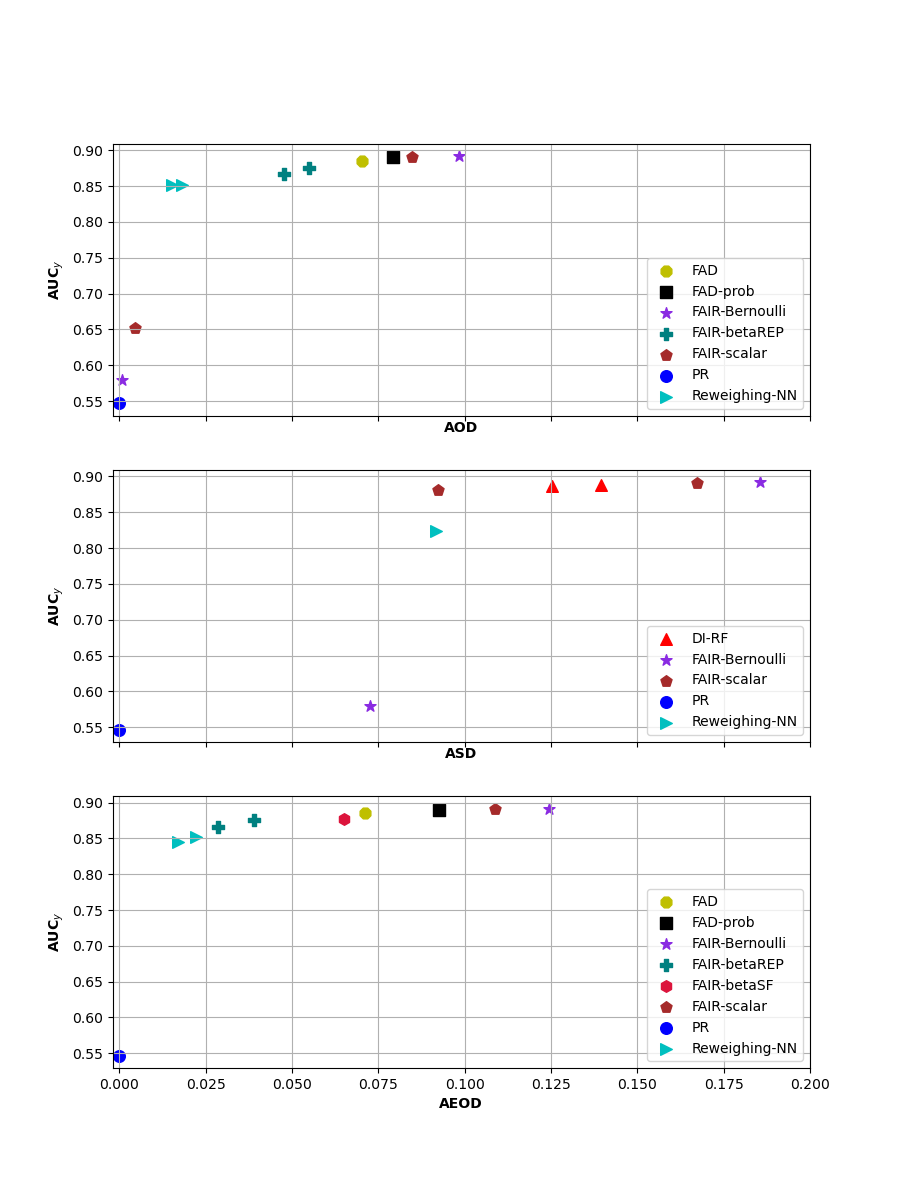 0.90
0.85
0.80
0.75
0.70
0.65
0.60
0.55
AUCy
FAD
FAD-prob
FAIR-Bernoulli
FAIR-betaREP
FAIR-scalar
PR
Reweighing-NN
AOD
0.90
0.85
0.80
0.75
0.70
0.65
0.60
0.55
AUCy
DI-RF
FAIR-Bernoulli
FAIR-scalar
PR
Reweighing-NN
ASD
0.90
0.85
0.80
0.75
0.70
0.65
0.60
0.55
AUCy
FAD
FAD-prob
FAIR-Bernoulli
FAIR-betaREP
FAIR-betaSF
FAIR-scalar
PR
Reweighing-NN
0.000 0.025 0.050 0.075 0.100 0.125 0.150 0.175 0.200
AEOD